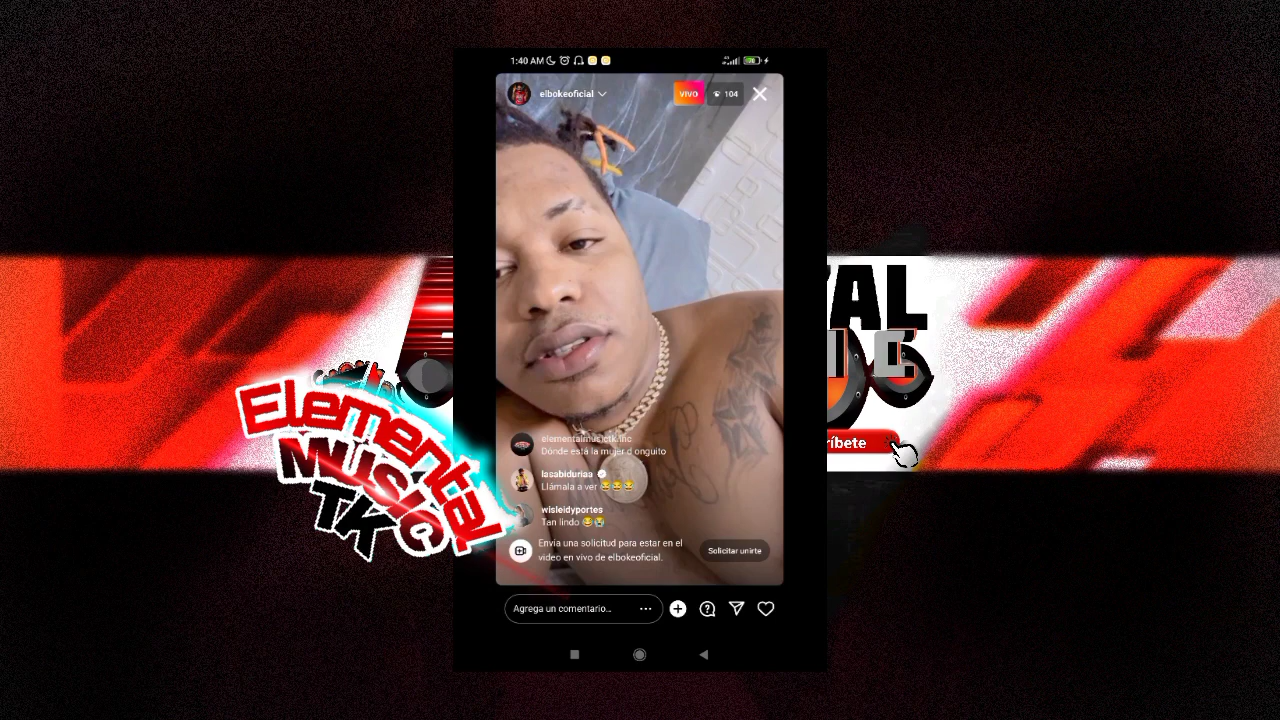 1:40 AM
elbokeoficial
VIVO
104
elementalmusictk.inc
Dónde está la mujer d onguito
lasabidurias
Llámala a ver 😂😂😂
wisleidyportes
Tan lindo 😂😭
Envía una solicitud para estar en el
video en vivo de elbokeoficial.
Solicitar unirte
Agrega un comentario...
Elemental
Music
TK